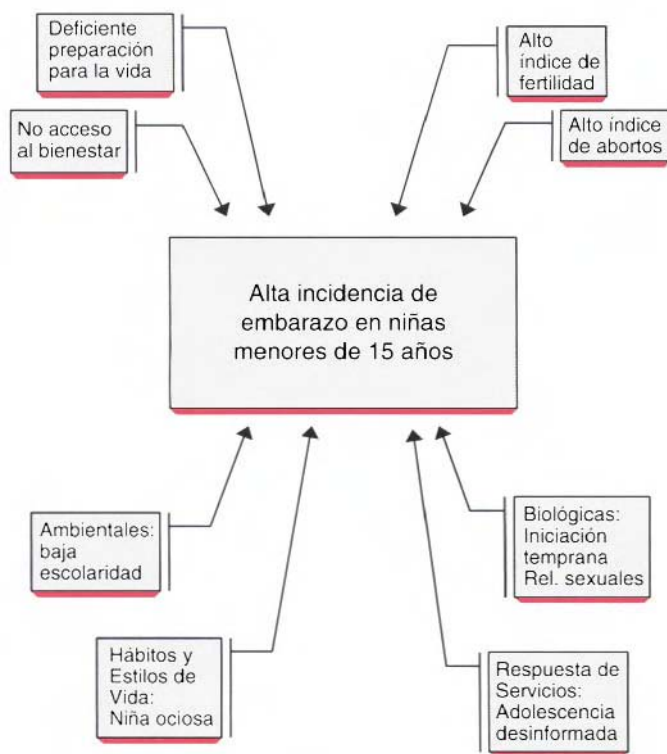 Deficiente
preparación
para la vida
Alto
índice de
fertilidad
No acceso
al bienestar
Alto índice
de abortos
Alta incidencia de
embarazo en niñas
menores de 15 años
Ambientales:
baja
escolaridad
Biológicas:
Iniciación
temprana
Rel. sexuales
Hábitos y
Estilos de
Vida:
Niña ociosa
Respuesta de
Servicios:
Adolescencia
desinformada